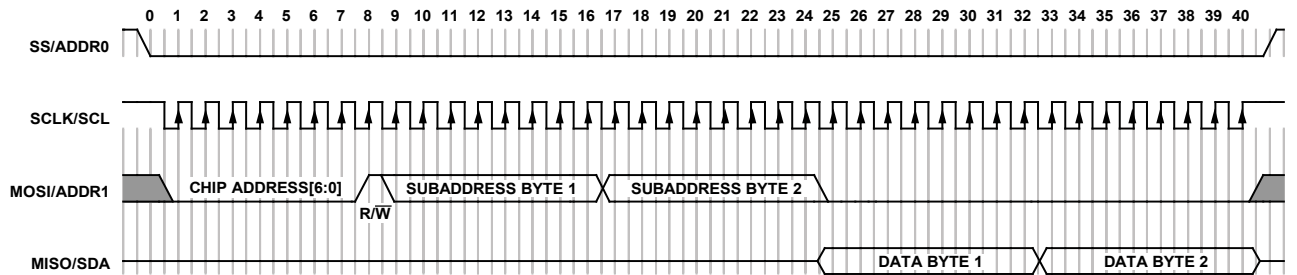 0 1 2 3 4 5 6 7 8 9 10 11 12 13 14 15 16 17 18 19 20 21 22 23 24 25 26 27 28 29 30 31 32 33 34 35 36 37 38 39 40
SS/ADDR0
SCLK/SCL
MOSI/ADDR1 CHIP ADDRESS[6:0] SUBADDRESS BYTE 1 SUBADDRESS BYTE 2
R/W̅
MISO/SDA DATA BYTE 1 DATA BYTE 2